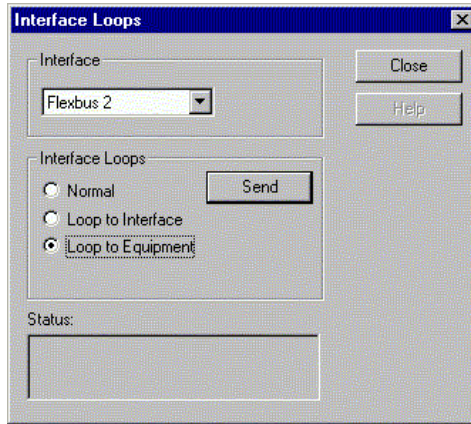 Interface Loops
Interface
Flexbus 2
Close
Help
Interface Loops
Normal
Send
Loop to Interface
Loop to Equipment
Status: